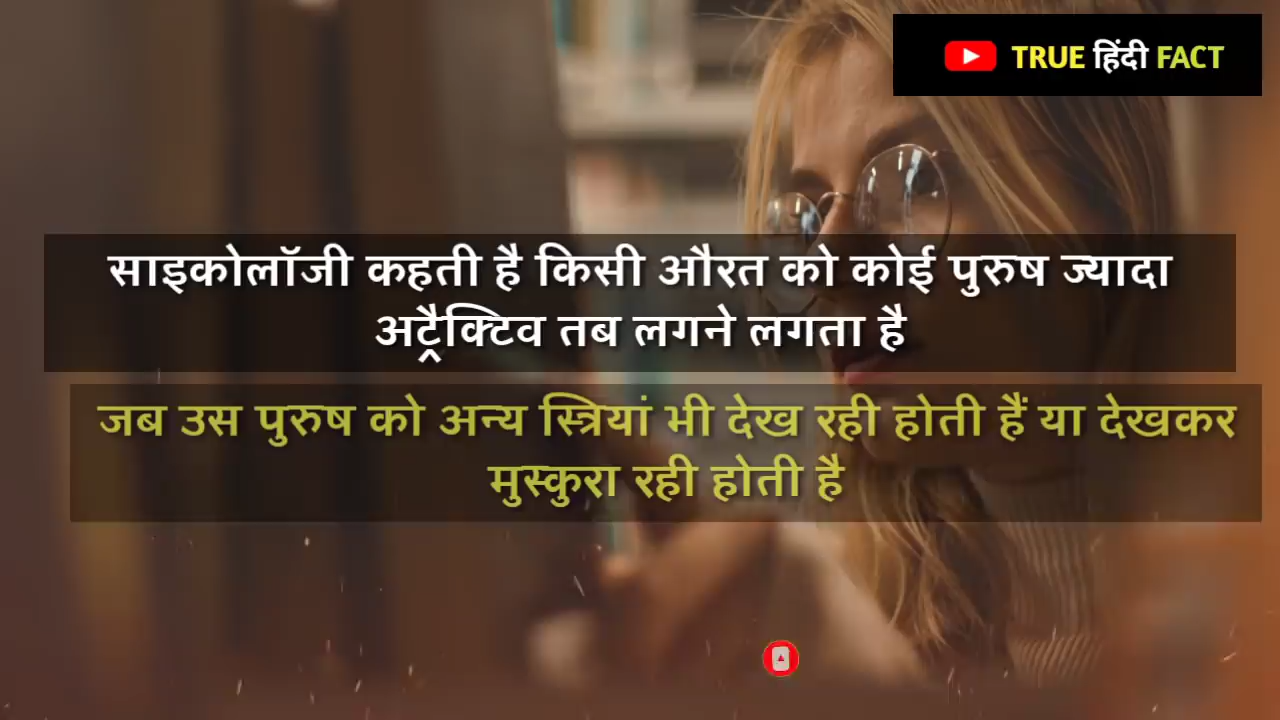 TRUE हिंदी FACT
साइकोलॉजी कहती है किसी औरत को कोई पुरुष ज्यादा
अट्रैक्टिव तब लगने लगता है
जब उस पुरुष को अन्य स्त्रियां भी देख रही होती हैं या देखकर
मुस्कुरा रही होती है